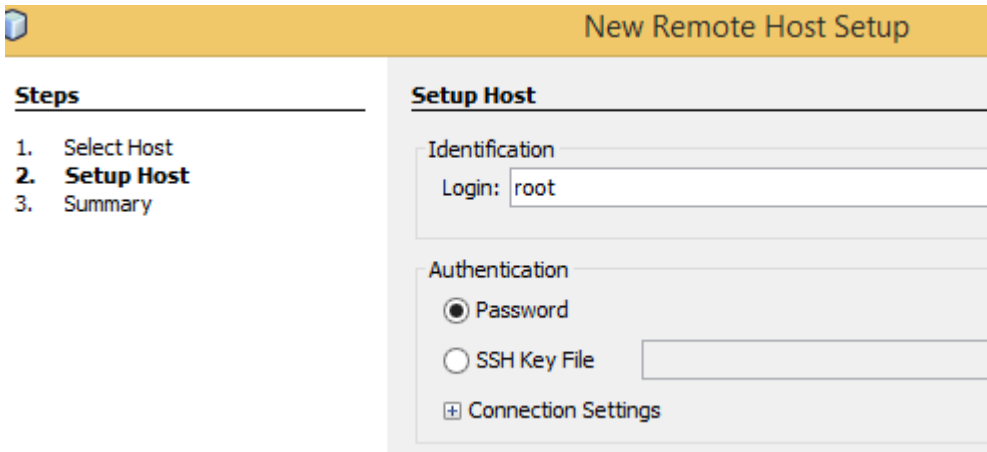 New Remote Host Setup
Steps
1. Select Host
2. Setup Host
3. Summary
Setup Host
Identification
Login: root
Authentication
Password
SSH Key File
Connection Settings